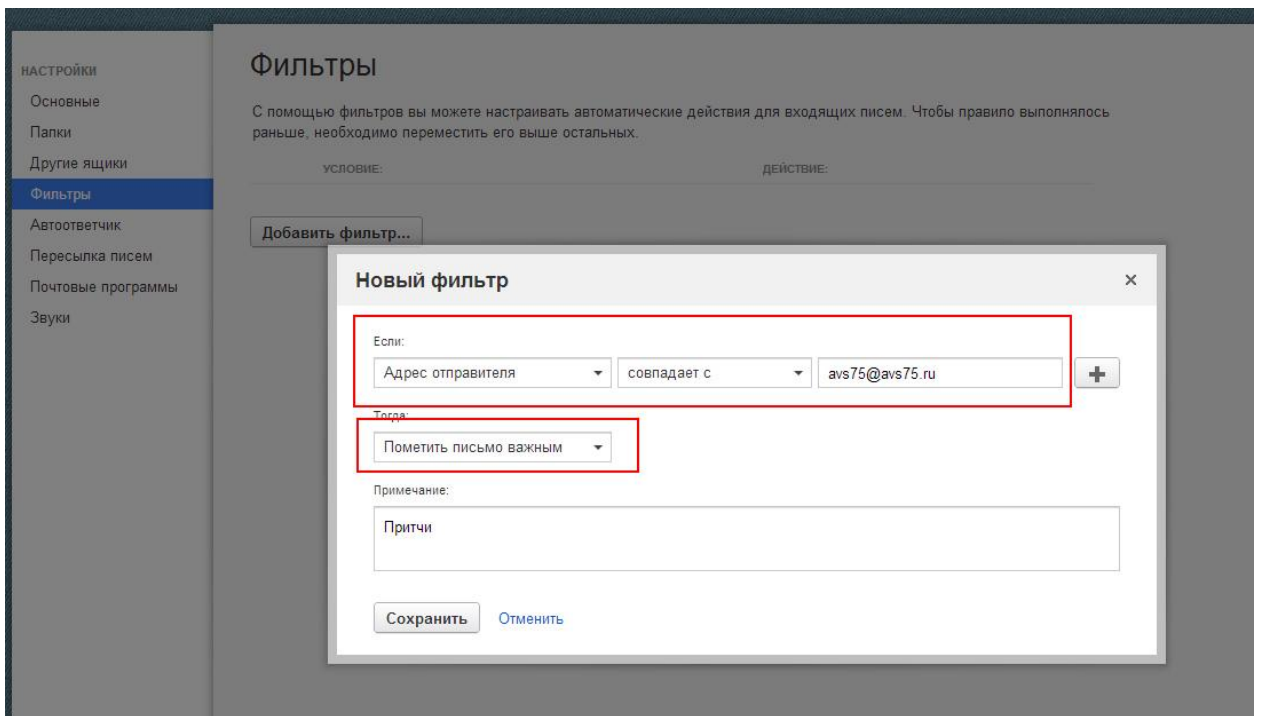 НАСТРОЙКИ
Основные
Папки
Другие ящики
Фильтры
Автоответчик
Пересылка писем
Почтовые программы
Звуки
Фильтры
С помощью фильтров вы можете настраивать автоматические действия для входящих писем. Чтобы правило выполнялось
раньше, необходимо переместить его выше остальных.
УСЛОВИЕ: ДЕЙСТВИЕ:
Добавить фильтр...
Новый фильтр
Если:
Адрес отправителя совпадает с avs75@avs75.ru
Тогда:
Пометить письмо важным
Примечание:
Притчи
Сохранить Отменить